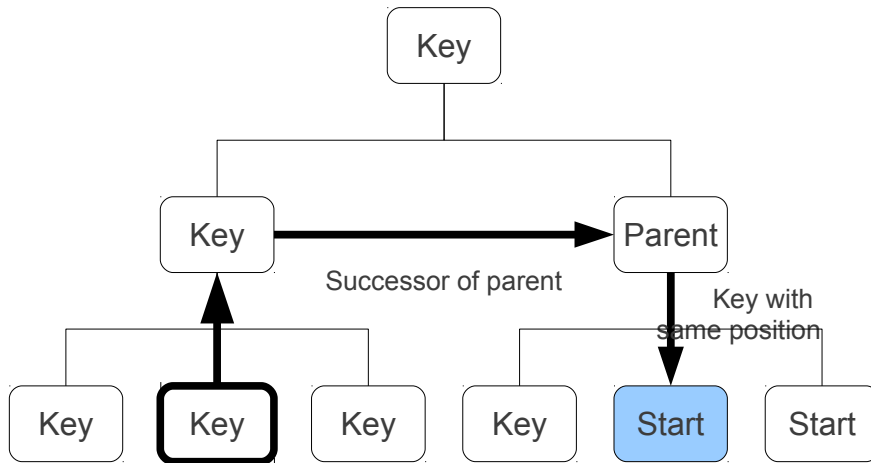 Key
Key
Parent
Successor of parent
Key with
same position
Key
Key
Key
Key
Start
Start